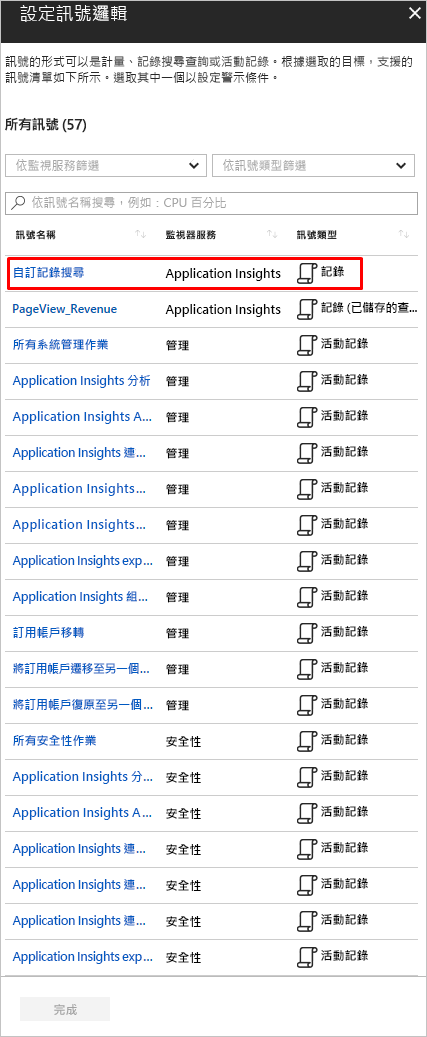 設定訊號邏輯
訊號的形式可以是計量、記錄搜尋查詢或活動記錄。根據選取的目標，支援的
訊號清單如下所示。選取其中一個以設定警示條件。
所有訊號 (57)
依監視服務篩選 依訊號類型篩選
依訊號名稱搜尋，例如：CPU 百分比
訊號名稱 監視器服務 訊號類型
自訂記錄搜尋 Application Insights 記錄
PageView_Revenue Application Insights 記錄 (已儲存的查...
所有系統管理作業 管理 活動記錄
Application Insights 分析 管理 活動記錄
Application Insights A... 管理 活動記錄
Application Insights 連... 管理 活動記錄
Application Insights... 管理 活動記錄
Application Insights... 管理 活動記錄
Application Insights exp... 管理 活動記錄
Application Insights 組... 管理 活動記錄
訂用帳戶移轉 管理 活動記錄
將訂用帳戶遷移至另一個... 管理 活動記錄
將訂用帳戶復原至另一個... 管理 活動記錄
所有安全性作業 安全性 活動記錄
Application Insights 分... 安全性 活動記錄
Application Insights A... 安全性 活動記錄
Application Insights 連... 安全性 活動記錄
Application Insights 連... 安全性 活動記錄
Application Insights 連... 安全性 活動記錄
Application Insights exp... 安全性 活動記錄
完成